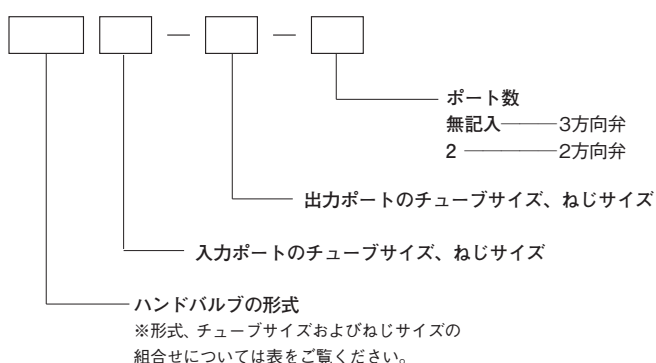 ポート数
無記入―――3方向弁
2 ―――――2方向弁
出力ポートのチューブサイズ、ねじサイズ
入力ポートのチューブサイズ、ねじサイズ
ハンドバルブの形式
※形式、チューブサイズおよびねじサイズの
組合せについては表をご覧ください。